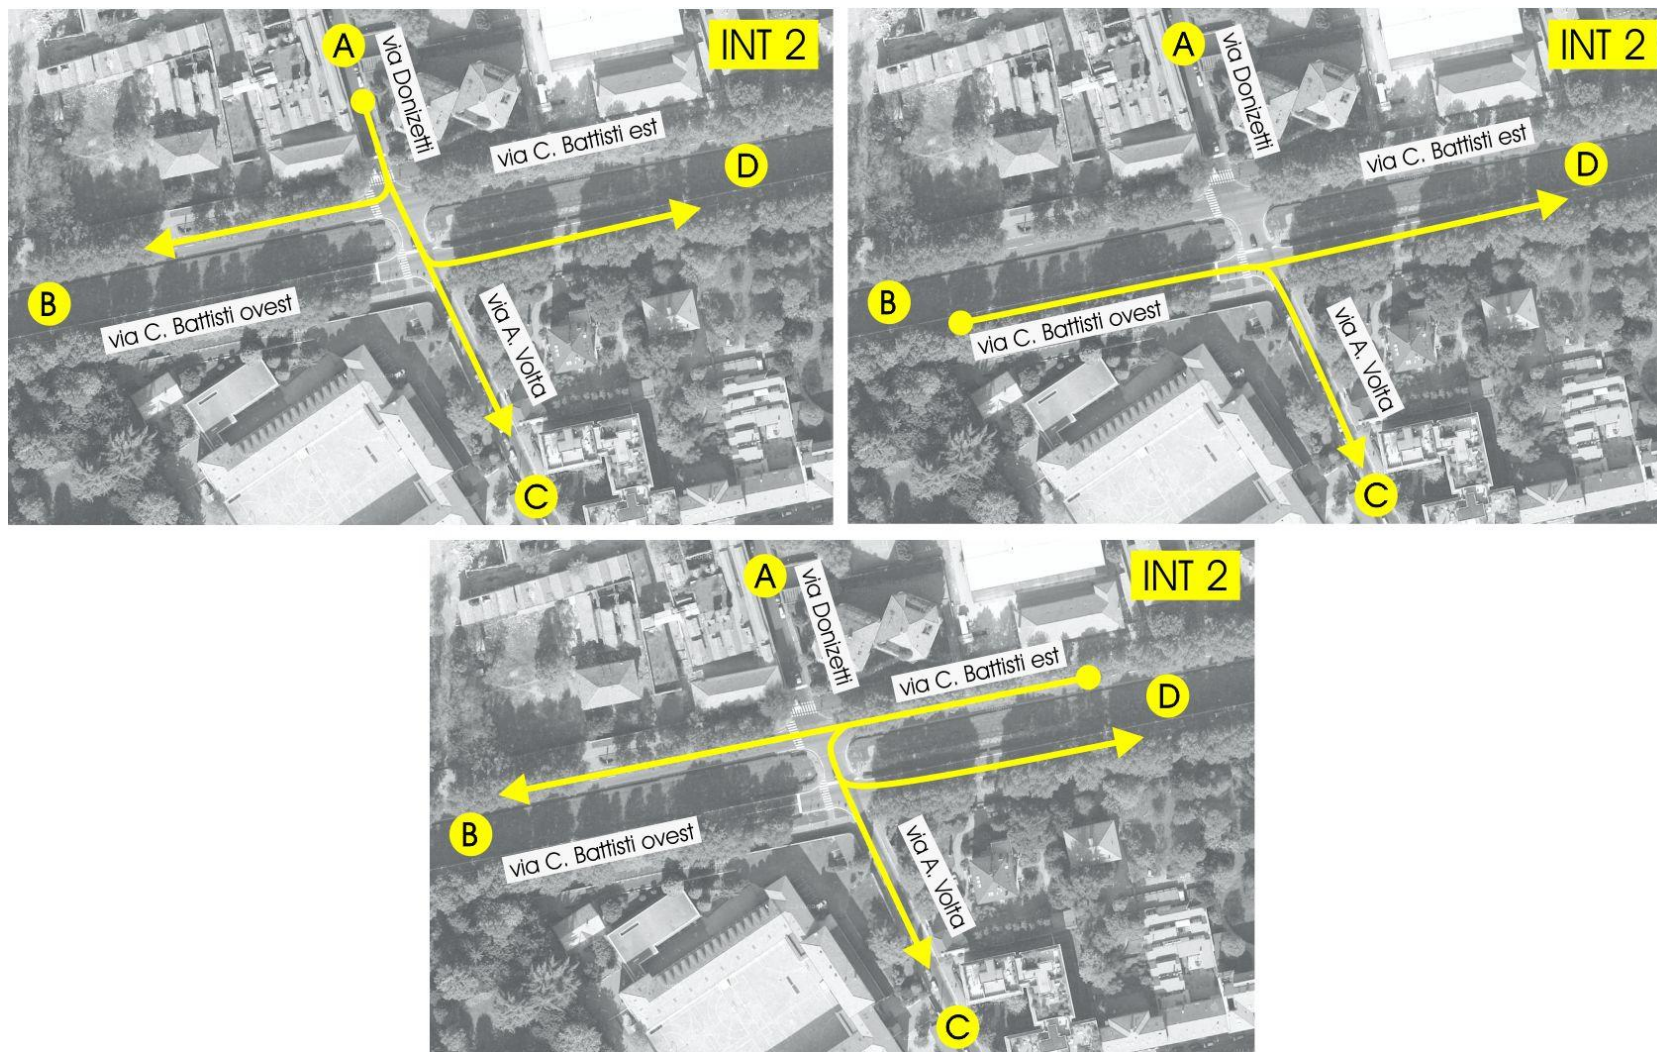 A
via Donizetti
INT 2
via C. Battisti est
D
B
via C. Battisti ovest
via A. Volta
C
A
via Donizetti
INT 2
via C. Battisti est
D
B
via C. Battisti ovest
via A. Volta
C
A
via Donizetti
INT 2
via C. Battisti est
D
B
via C. Battisti ovest
via A. Volta
C